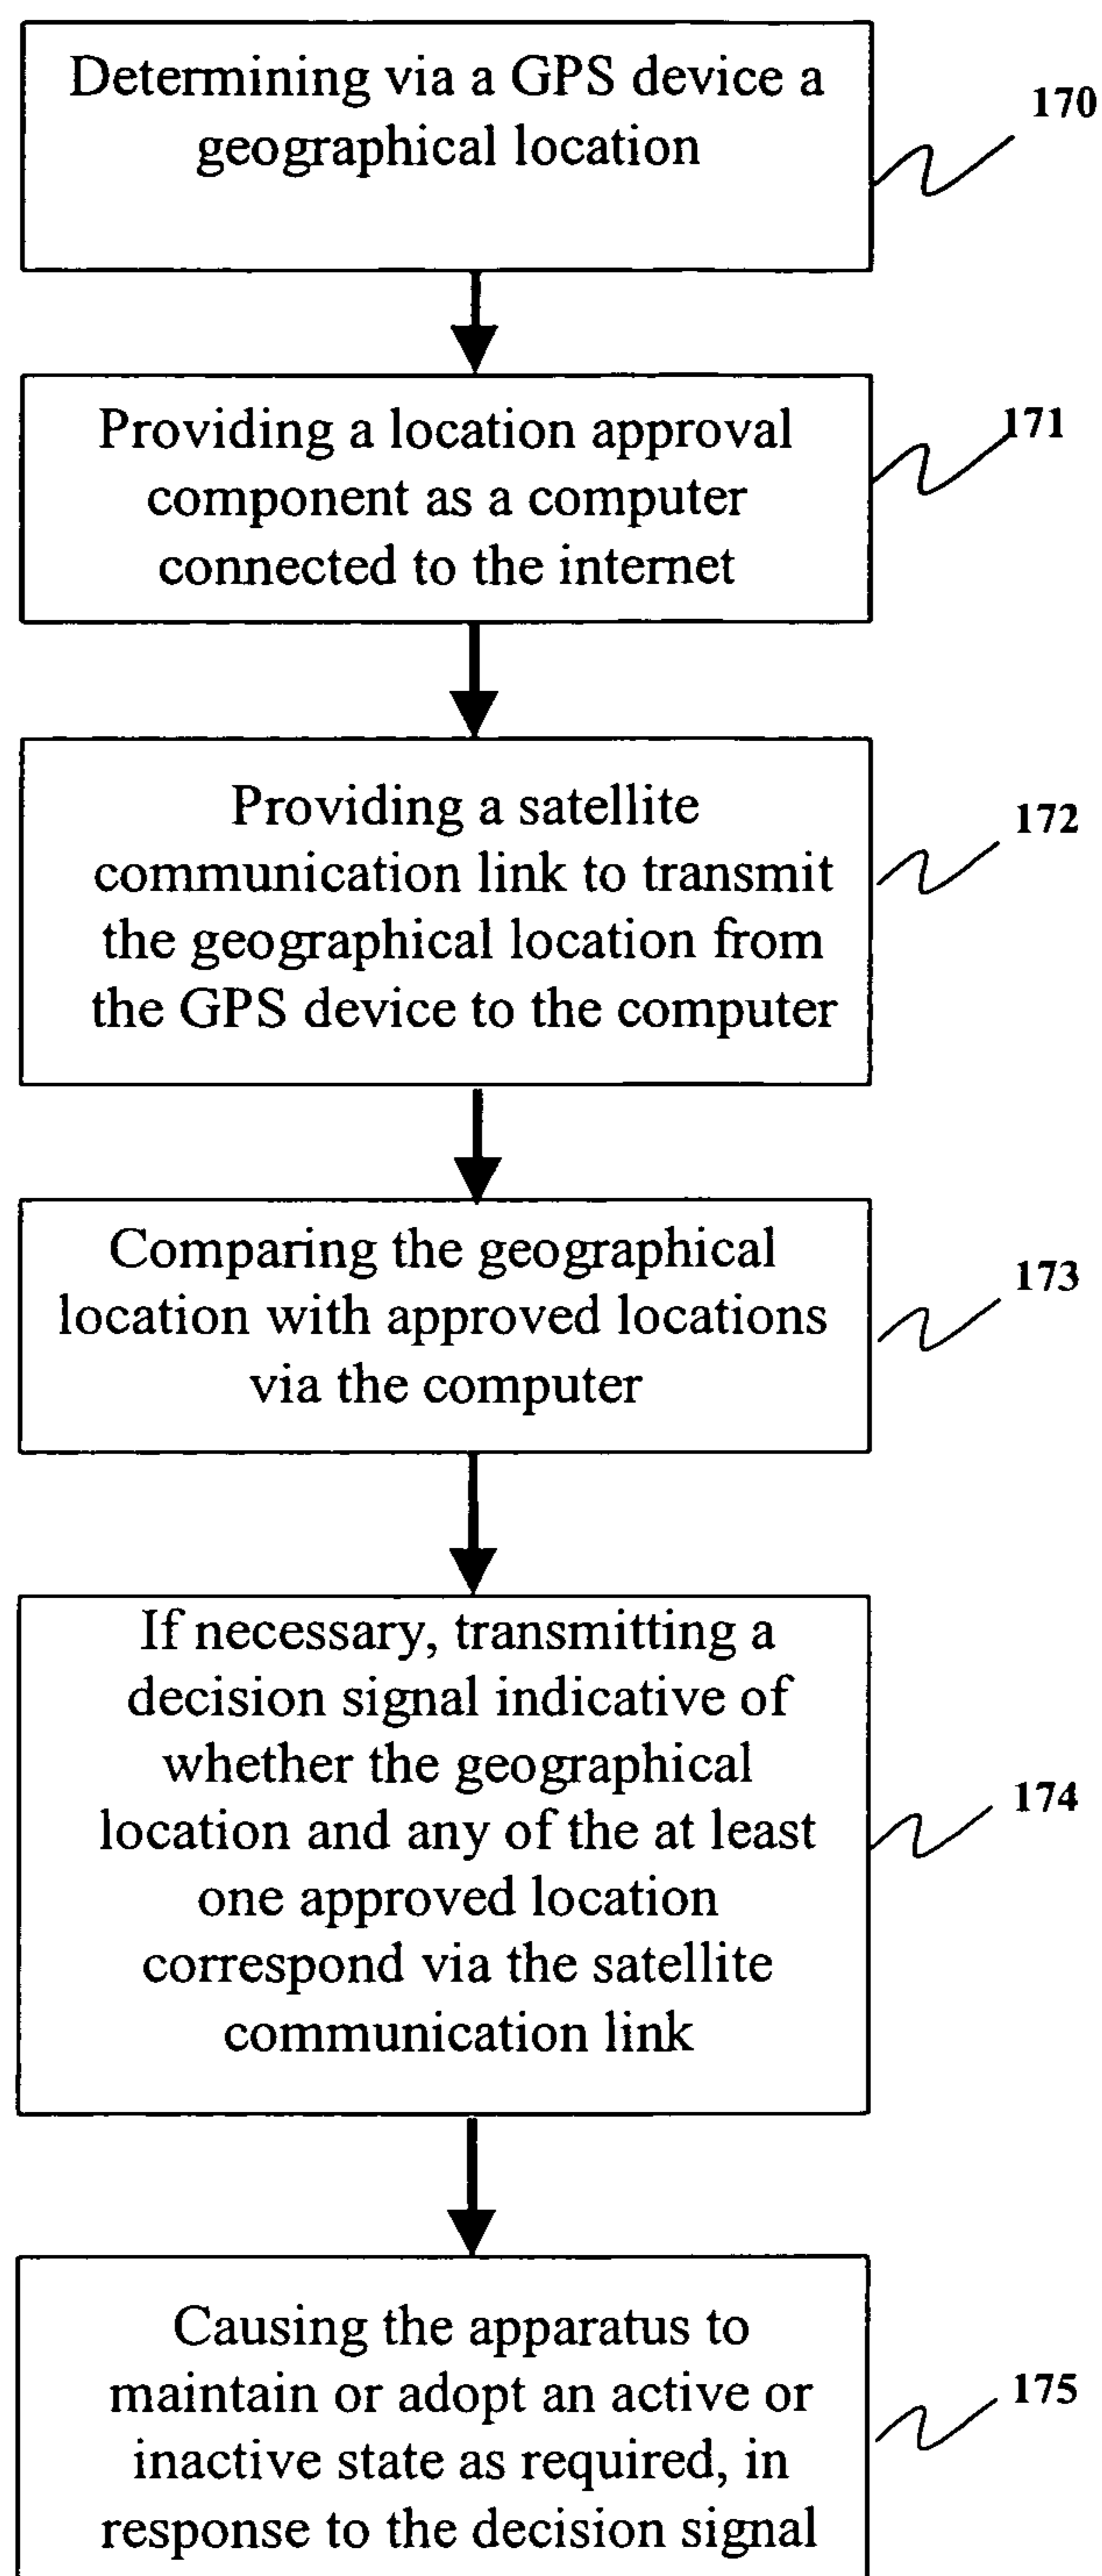 Determining via a GPS device a
geographical location
170
Providing a location approval
component as a computer
connected to the internet
171
Providing a satellite
communication link to transmit
the geographical location from
the GPS device to the computer
172
Comparing the geographical
location with approved locations
via the computer
173
If necessary, transmitting a
decision signal indicative of
whether the geographical
location and any of the at least
one approved location
correspond via the satellite
communication link
174
Causing the apparatus to
maintain or adopt an active or
inactive state as required, in
response to the decision signal
175